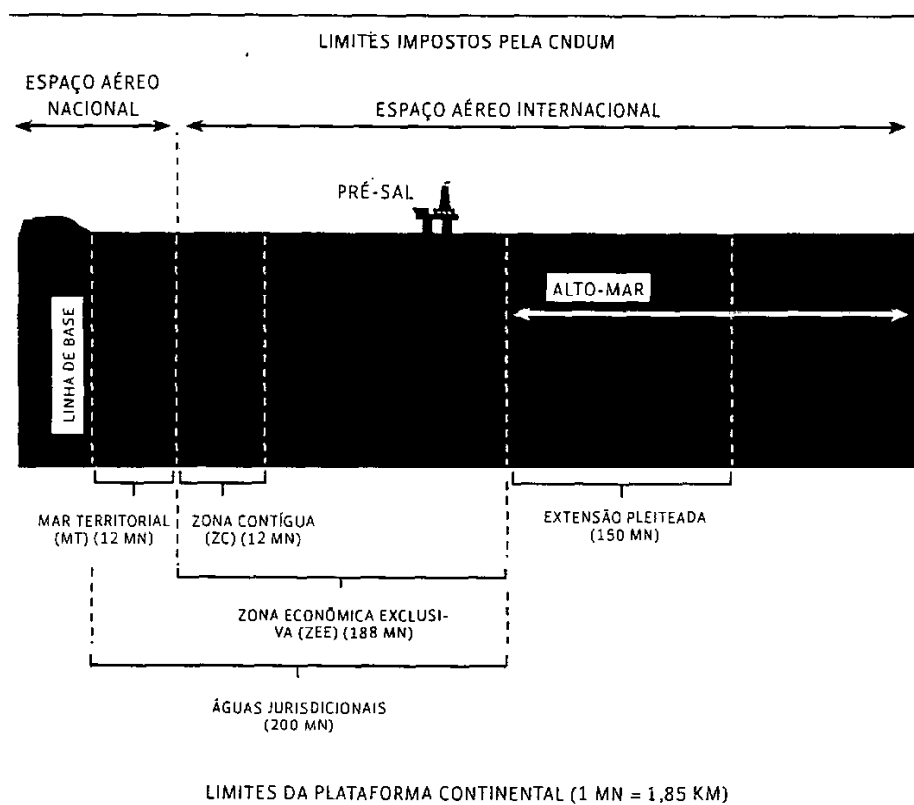 LIMITES IMPOSTOS PELA CNDUM
ESPAÇO AÉREO
NACIONAL
ESPAÇO AÉREO INTERNACIONAL
PRÉ-SAL
ALTO-MAR
LINHA DE BASE
MAR TERRITORIAL
(MT) (12 MN)
ZONA CONTÍGUA
(ZC) (12 MN)
EXTENSÃO PLEITEADA
(150 MN)
ZONA ECONÔMICA EXCLUSI-
VA (ZEE) (188 MN)
ÁGUAS JURISDICIONAIS
(200 MN)
LIMITES DA PLATAFORMA CONTINENTAL (1 MN = 1,85 KM)